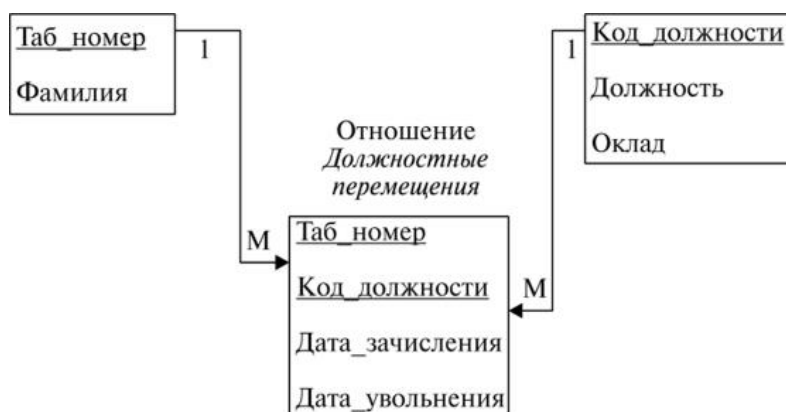 Таб_номер
Фамилия
1
1
Код_должности
Должность
Оклад
Отношение
Должностные
перемещения
М
М
Таб_номер
Код_должности
Дата_зачисления
Дата_увольнения